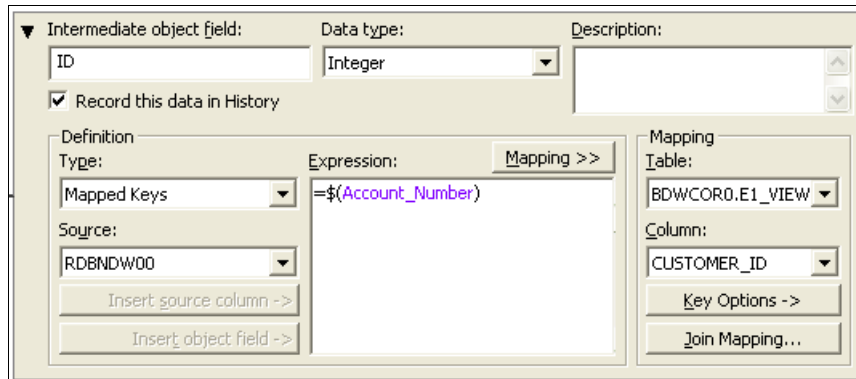 Intermediate object field: Data type: Description:
ID Integer
Record this data in History
Definition Mapping
Type: Expression: Mapping >> Table:
Mapped Keys =$(Account_Number) BDWCOR0.E1_VIEW
Source: Column:
RDBNDW00 CUSTOMER_ID
Insert source column -> Key Options ->
Insert object field -> Join Mapping...